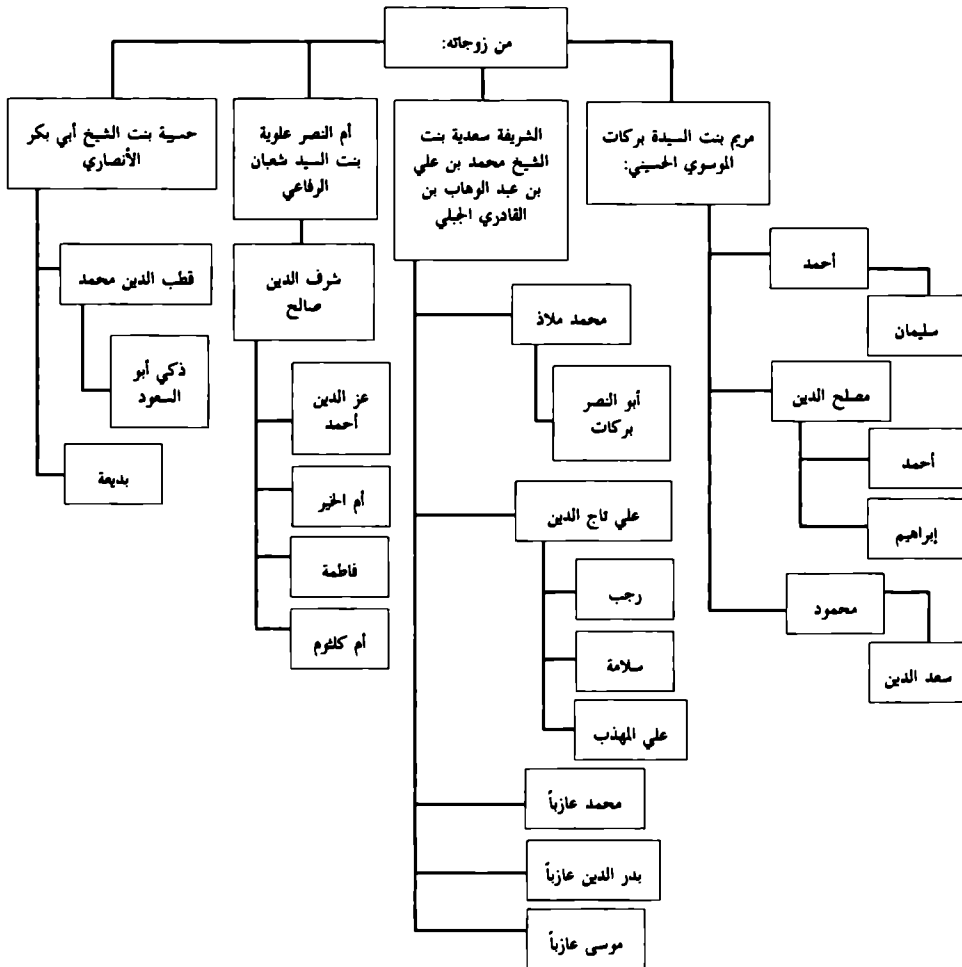 من زوجاته:
مريم بنت السيدة بركات
الموسوي الحسيني:
أحمد
سليمان
مصلح الدين
أحمد
إبراهيم
محمود
سعد الدين
الشريفة سعدية بنت
الشيخ محمد بن علي
بن عبد الوهاب بن
القادري الجبلي
محمد ملاذ
أبو النصر
بركات
علي تاج الدين
رجب
سلامة
علي المهذب
محمد عازباً
بدر الدين عازباً
موسى عازباً
أم النصر علوية
بنت السيد شعبان
الرفاعي
شرف الدين
صالح
عز الدين
أحمد
أم الخير
فاطمة
أم كلثوم
حسبية بنت الشيخ أبي بكر
الأنصاري
قطب الدين محمد
ذكي أبو
السعود
بديعة